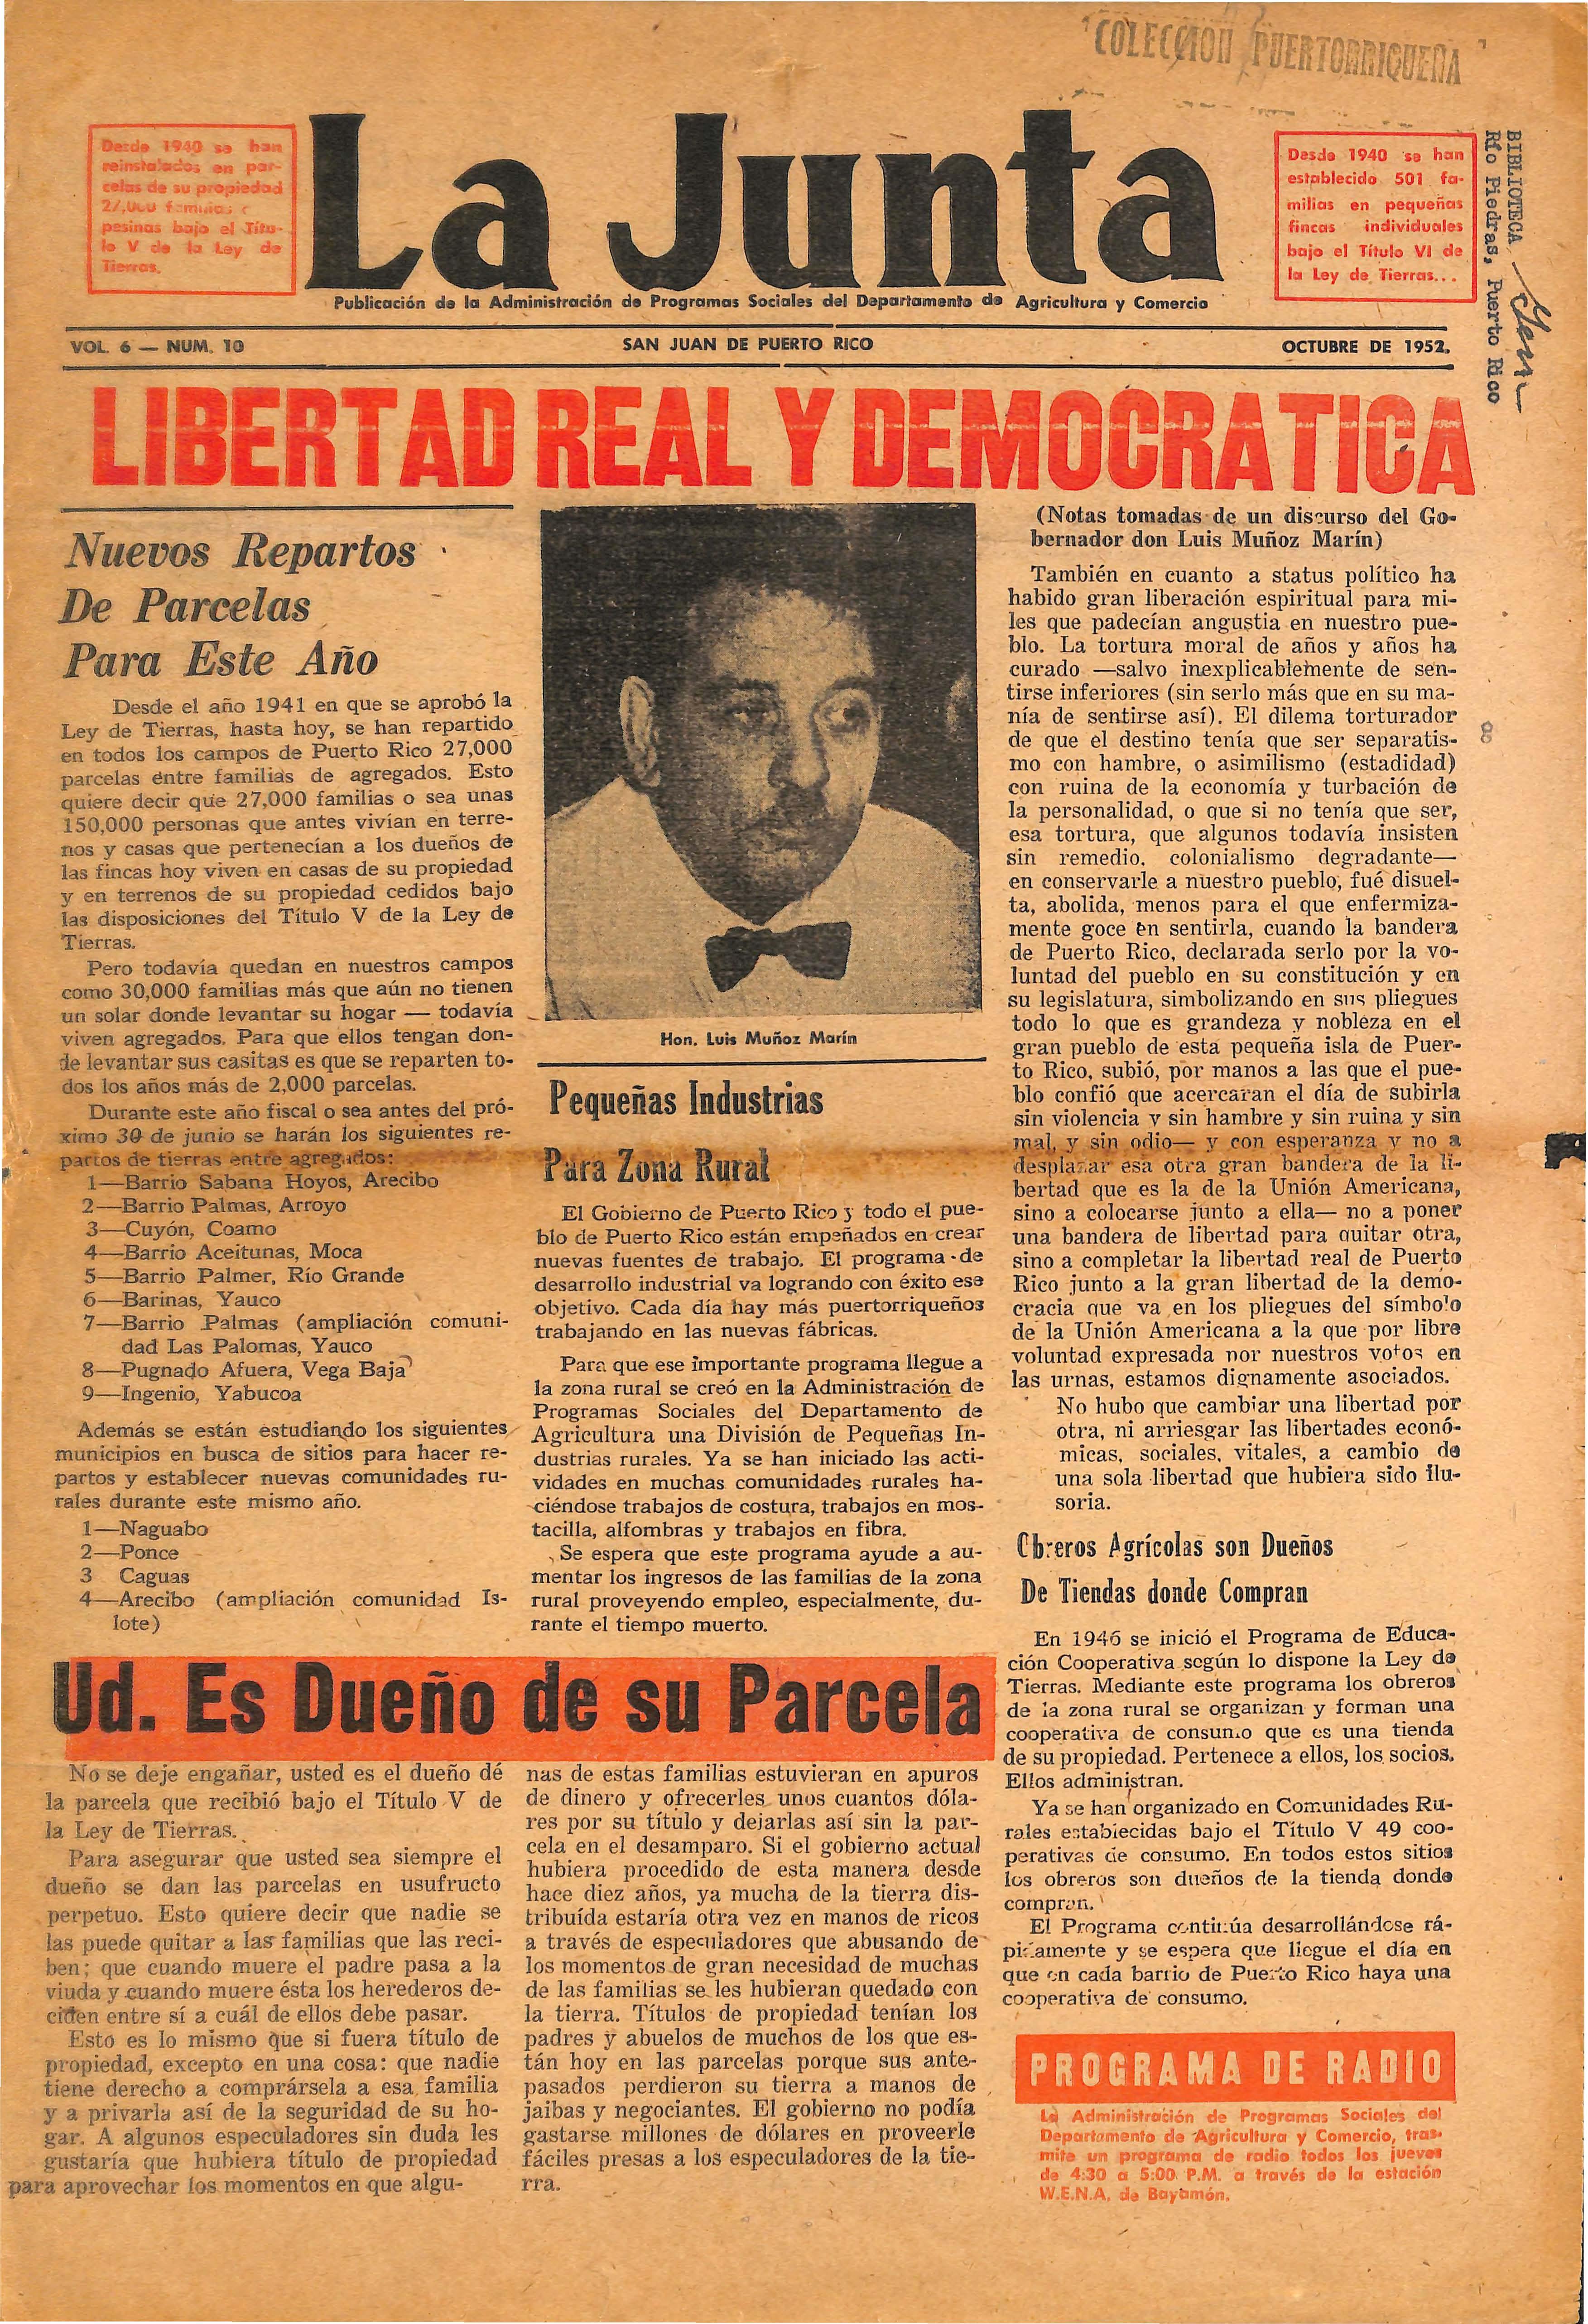 COLECCION PUERTORRIQUEÑA
BIBLIOTECA
Río Piedras, Puerto Rico
Desde 1940 se han
reinstalados en par-
celas de su propiedad
27,000 familias
pesinas bajo el Títu-
lo V de la Ley de
Tierras.
La Junta
Desde 1940 se han
establecido 501 fa-
milias en pequeñas
fincas individuales
bajo el Título VI de
la Ley de Tierras...
Publicación de la Administración de Programas Sociales del Departamento de Agricultura y Comercio
VOL. 6 — NUM. 10
SAN JUAN DE PUERTO RICO
OCTUBRE DE 1952.
LIBERTAD REAL Y DEMOCRATICA
Nuevos Repartos
De Parcelas
Para Este Año
Desde el año 1941 en que se aprobó la
Ley de Tierras, hasta hoy, se han repartido
en todos los campos de Puerto Rico 27,000
parcelas entre familias de agregados. Esto
quiere decir que 27,000 familias o sea unas
150,000 personas que antes vivían en terre-
nos y casas que pertenecían a los dueños de
las fincas hoy viven en casas de su propiedad
y en terrenos de su propiedad cedidos bajo
las disposiciones del Título V de la Ley de
Tierras.
Pero todavía quedan en nuestros campos
como 30,000 familias más que aún no tienen
un solar donde levantar su hogar — todavía
viven agregados. Para que ellos tengan don-
de levantar sus casitas es que se reparten to-
dos los años más de 2,000 parcelas.
Durante este año fiscal o sea antes del pró-
ximo 30 de junio se harán los siguientes re-
partos de tierras entre agregados:
1—Barrio Sabana Hoyos, Arecibo
2—Barrio Palmas, Arroyo
3—Cuyón, Coamo
4—Barrio Aceitunas, Moca
5—Barrio Palmer, Río Grande
6—Barinas, Yauco
7—Barrio Palmas (ampliación comuni-
dad Las Palomas, Yauco
8—Pugnado Afuera, Vega Baja
9—Ingenio, Yabucoa
Además se están estudiando los siguientes
municipios en busca de sitios para hacer re-
partos y establecer nuevas comunidades ru-
rales durante este mismo año.
1—Naguabo
2—Ponce
3 Caguas
4—Arecibo (ampliación comunidad Is-
lote)
Hon. Luis Muñoz Marín
Pequeñas Industrias
Para Zona Rural
El Gobierno de Puerto Rico y todo el pue-
blo de Puerto Rico están empeñados en crear
nuevas fuentes de trabajo. El programa de
desarrollo industrial va logrando con éxito ese
objetivo. Cada día hay más puertorriqueños
trabajando en las nuevas fábricas.
Para que ese importante programa llegue a
la zona rural se creó en la Administración de
Programas Sociales del Departamento de
Agricultura una División de Pequeñas In-
dustrias rurales. Ya se han iniciado las acti-
vidades en muchas comunidades rurales ha-
ciéndose trabajos de costura, trabajos en mos-
tacilla, alfombras y trabajos en fibra.
Se espera que este programa ayude a au-
mentar los ingresos de las familias de la zona
rural proveyendo empleo, especialmente, du-
rante el tiempo muerto.
(Notas tomadas de un discurso del Go-
bernador don Luis Muñoz Marín)
También en cuanto a status político ha
habido gran liberación espiritual para mi-
les que padecían angustia en nuestro pue-
blo. La tortura moral de años y años ha
curado —salvo inexplicablemente de sen-
tirse inferiores (sin serlo más que en su ma-
nía de sentirse así). El dilema torturador
de que el destino tenía que ser separatis-
mo con hambre, o asimilismo (estadidad)
con ruina de la economía y turbación de
la personalidad, o que si no tenía que ser,
esa tortura, que algunos todavía insisten
sin remedio, colonialismo degradante—
en conservarle a nuestro pueblo, fué disuel-
ta, abolida, menos para el que enfermiza-
mente goce en sentirla, cuando la bandera
de Puerto Rico, declarada serlo por la vo-
luntad del pueblo en su constitución y en
su legislatura, simbolizando en sus pliegues
todo lo que es grandeza y nobleza en el
gran pueblo de esta pequeña isla de Puer-
to Rico, subió, por manos a las que el pue-
blo confió que acercaran el día de subirla
sin violencia y sin hambre y sin ruina y sin
mal, y sin odio— y con esperanza y no a
desplazar esa otra gran bandera de la li-
bertad que es la de la Unión Americana,
sino a colocarse junto a ella— no a poner
una bandera de libertad para quitar otra,
sino a completar la libertad real de Puerto
Rico junto a la gran libertad de la demo-
cracia que va en los pliegues del símbolo
de la Unión Americana a la que por libre
voluntad expresada por nuestros votos en
las urnas, estamos dignamente asociados.
No hubo que cambiar una libertad por
otra, ni arriesgar las libertades econó-
micas, sociales, vitales, a cambio de
una sola libertad que hubiera sido ilu-
soria.
Obreros Agrícolas son Dueños
De Tiendas donde Compran
En 1946 se inició el Programa de Educa-
ción Cooperativa según lo dispone la Ley de
Tierras. Mediante este programa los obreros
de la zona rural se organizan y forman una
cooperativa de consumo que es una tienda
de su propiedad. Pertenece a ellos, los socios.
Ellos administran.
Ya se han organizado en Comunidades Ru-
rales establecidas bajo el Título V 49 coo-
perativas de consumo. En todos estos sitios
los obreros son dueños de la tienda donde
compran.
El Programa continúa desarrollándose rá-
pidamente y se espera que llegue el día en
que en cada barrio de Puerto Rico haya una
cooperativa de consumo.
Ud. Es Dueño de su Parcela
No se deje engañar, usted es el dueño dé
la parcela que recibió bajo el Título V de
la Ley de Tierras.
Para asegurar que usted sea siempre el
dueño se dan las parcelas en usufructo
perpetuo. Esto quiere decir que nadie se
las puede quitar a las familias que las reci-
ben; que cuando muere el padre pasa a la
viuda y cuando muere ésta los herederos de-
ciden entre sí a cuál de ellos debe pasar.
Esto es lo mismo que si fuera título de
propiedad, excepto en una cosa: que nadie
tiene derecho a comprársela a esa familia
y a privarla así de la seguridad de su ho-
gar. A algunos especuladores sin duda les
gustaría que hubiera título de propiedad
para aprovechar los momentos en que algu-
nas de estas familias estuvieran en apuros
de dinero y ofrecerles unos cuantos dóla-
res por su título y dejarlas así sin la par-
cela en el desamparo. Si el gobierno actual
hubiera procedido de esta manera desde
hace diez años, ya mucha de la tierra dis-
tribuída estaría otra vez en manos de ricos
a través de especuladores que abusando de
los momentos de gran necesidad de muchas
de las familias se les hubieran quedado con
la tierra. Títulos de propiedad tenían los
padres y abuelos de muchos de los que es-
tán hoy en las parcelas porque sus ante-
pasados perdieron su tierra a manos de
jaibas y negociantes. El gobierno no podía
gastarse millones de dólares en proveerle
fáciles presas a los especuladores de la tie-
rra.
PROGRAMA DE RADIO
La Administración de Programas Sociales del
Departamento de Agricultura y Comercio, tras-
mite un programa de radio todos los jueves
de 4:30 a 5:00 P.M. a través de la estación
W.E.N.A. de Bayamón.